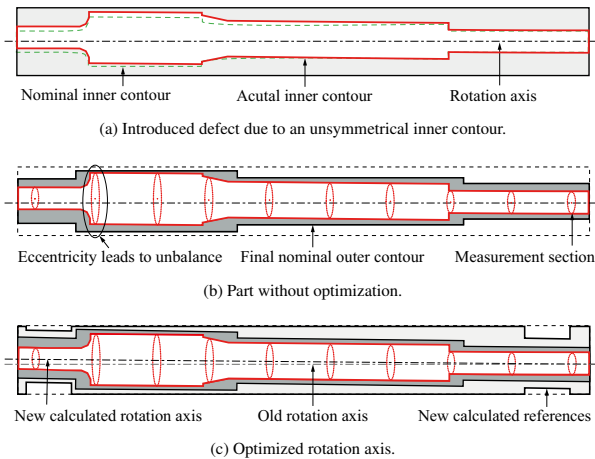 Nominal inner contour
Acutal inner contour
Rotation axis
(a) Introduced defect due to an unsymmetrical inner contour.
Eccentricity leads to unbalance
Final nominal outer contour
Measurement section
(b) Part without optimization.
New calculated rotation axis
Old rotation axis
New calculated references
(c) Optimized rotation axis.